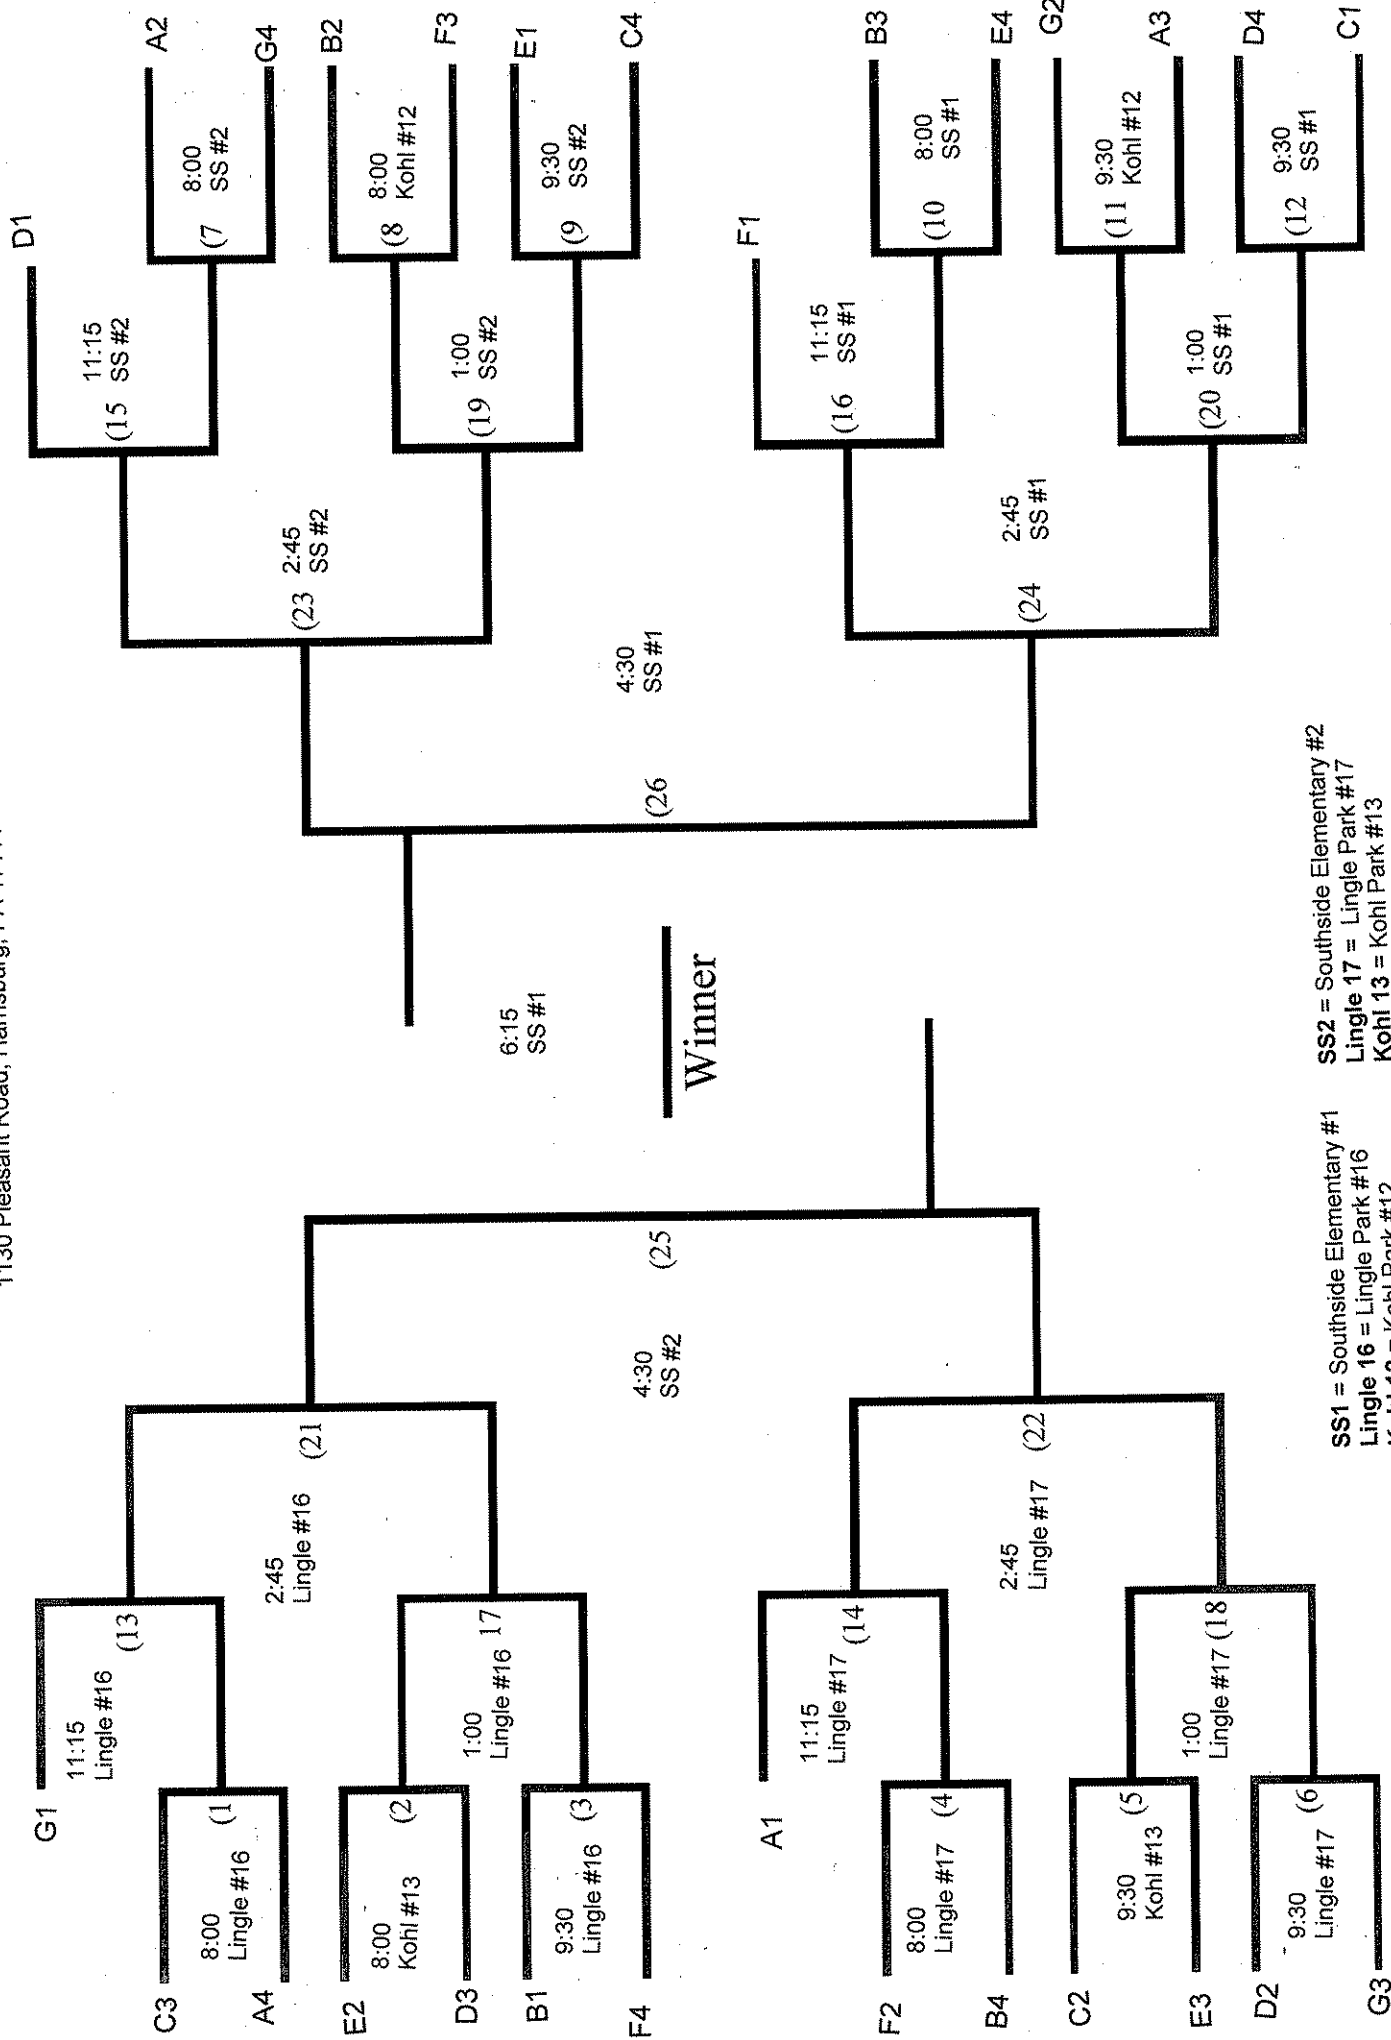 1130 Pleasant Road, Harrisburg, PA
G1
11:15
Lingle #16
(13
C3
8:00
Lingle #16
(1
A4
2:45
Lingle #16
(21
E2
8:00
Kohl #13
(2
D3
1:00
Lingle #16
17
B1
9:30
Lingle #16
(3
F4
4:30
SS #2
(25
A1
11:15
Lingle #17
(14
F2
8:00
Lingle #17
(4
B4
2:45
Lingle #17
(22
C2
9:30
Kohl #13
(5
E3
1:00
Lingle #17
(18
D2
9:30
Lingle #17
(6
G3
6:15
SS #1
Winner
D1
11:15
SS #2
(15
A2
8:00
SS #2
(7
G4
2:45
SS #2
(23
B2
8:00
Kohl #12
(8
F3
1:00
SS #2
(19
E1
9:30
SS #2
(9
C4
4:30
SS #1
(26
F1
11:15
SS #1
(16
B3
8:00
SS #1
(10
E4
2:45
SS #1
(24
G2
9:30
Kohl #12
(11
A3
1:00
SS #1
(20
D4
9:30
SS #1
(12
C1
SS1 = Southside Elementary #1
Lingle 16 = Lingle Park #16
Kohl 12 = Kohl Park #12
SS2 = Southside Elementary #2
Lingle 17 = Lingle Park #17
Kohl 13 = Kohl Park #13